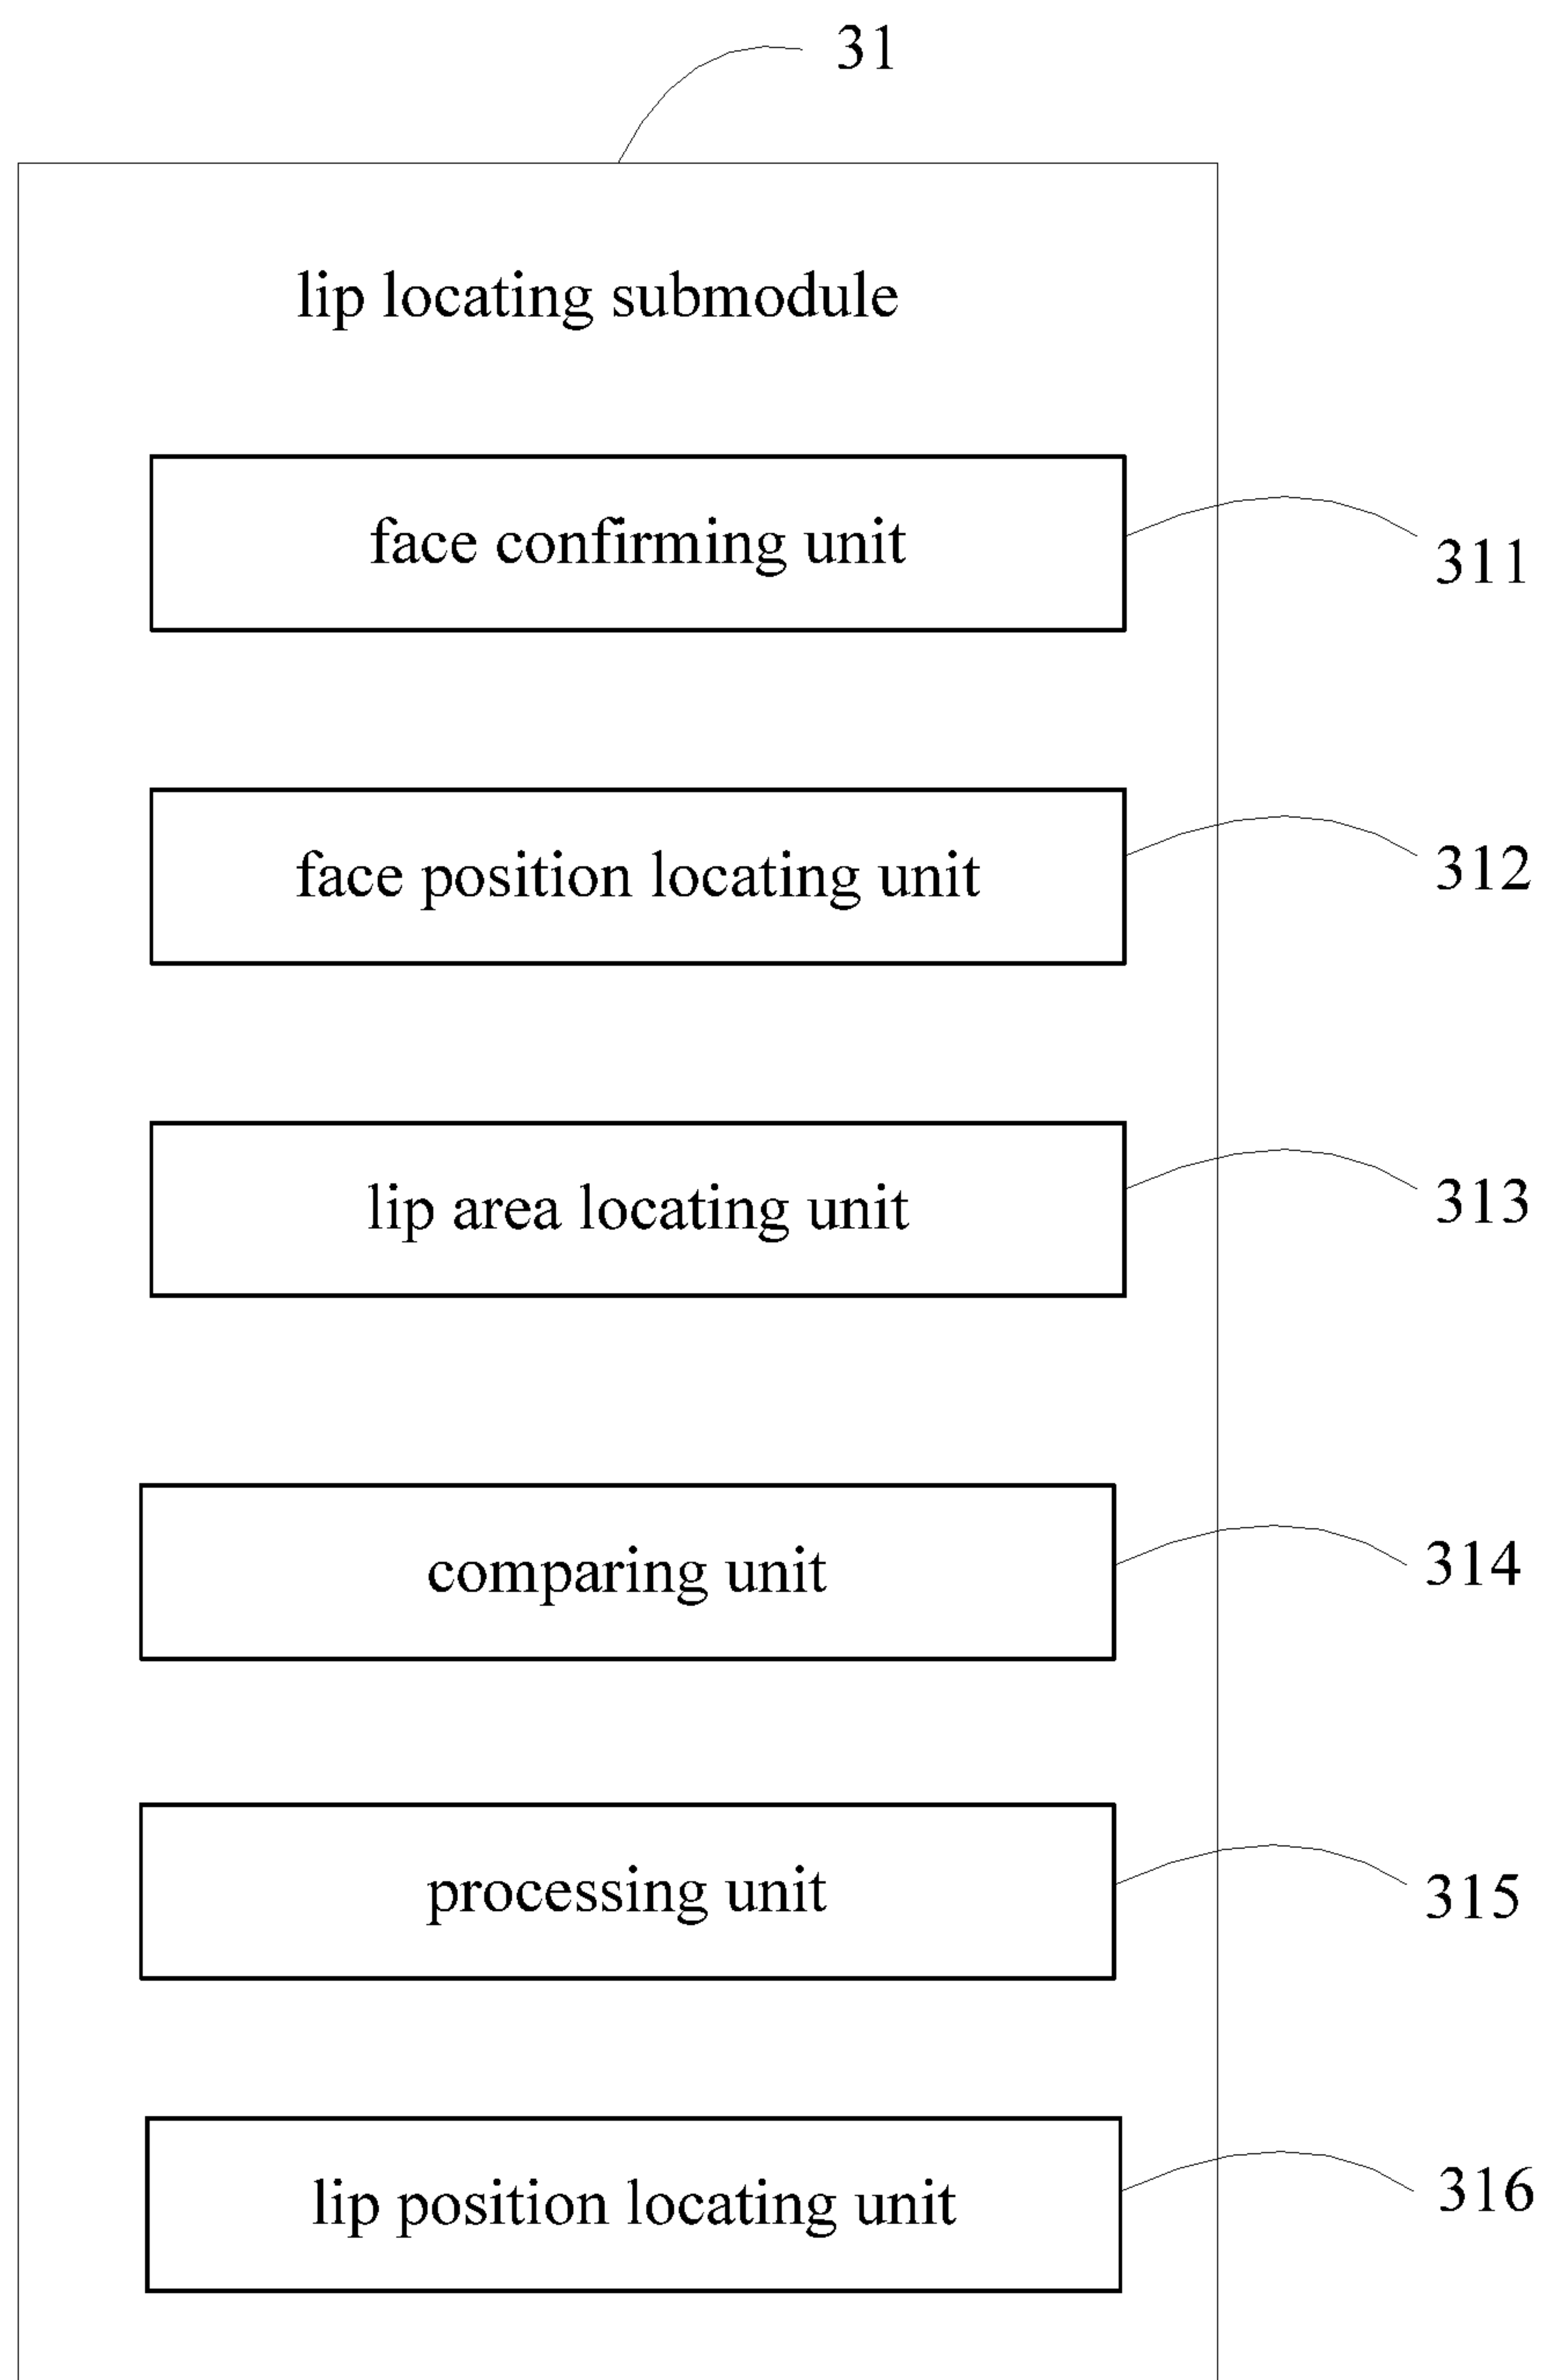 31
lip locating submodule
face confirming unit
311
face position locating unit
312
lip area locating unit
313
comparing unit
314
processing unit
315
lip position locating unit
316